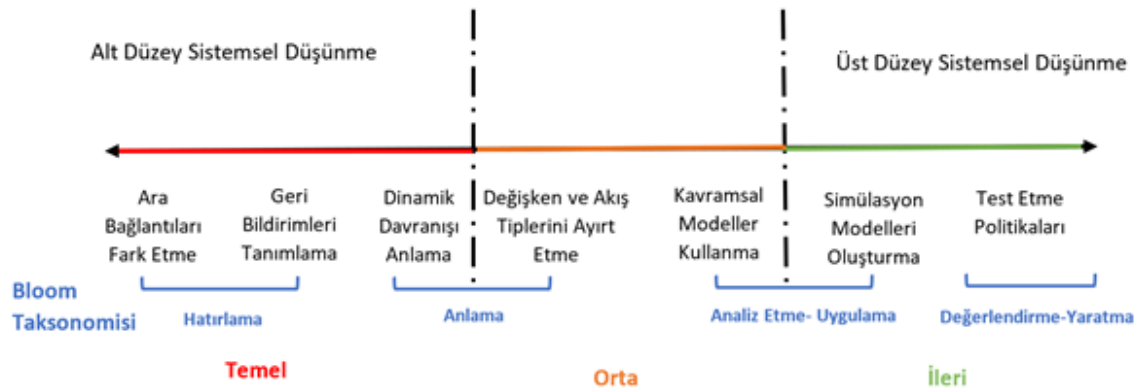 Alt Düzey Sistemsel Düşünme
Üst Düzey Sistemsel Düşünme
Ara
Bağlantıları
Fark Etme
Geri
Bildirimleri
Tanımlama
Dinamik
Davranışı
Anlama
Değişken ve Akış
Tiplerini Ayırt
Etme
Kavramsal
Modeller
Kullanma
Simülasyon
Modelleri
Oluşturma
Test Etme
Politikaları
Bloom
Taksonomisi
Hatırlama
Anlama
Analiz Etme- Uygulama
Değerlendirme-Yaratma
Temel
Orta
İleri